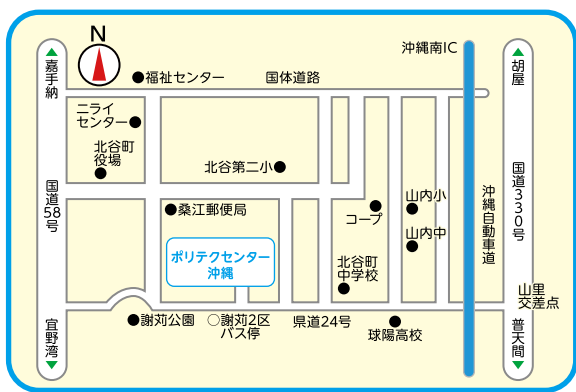 N
沖縄南IC
嘉手納
胡屋
福祉センター
国体道路
ニライ
センター
北谷町
役場
北谷第二小
国道58号
桑江郵便局
山内小
コープ
山内中
沖縄自動車道
国道330号
ポリテクセンター
沖縄
北谷町
中学校
山里
交差点
宜野湾
謝苅公園
謝苅2区
バス停
県道24号
球陽高校
普天間